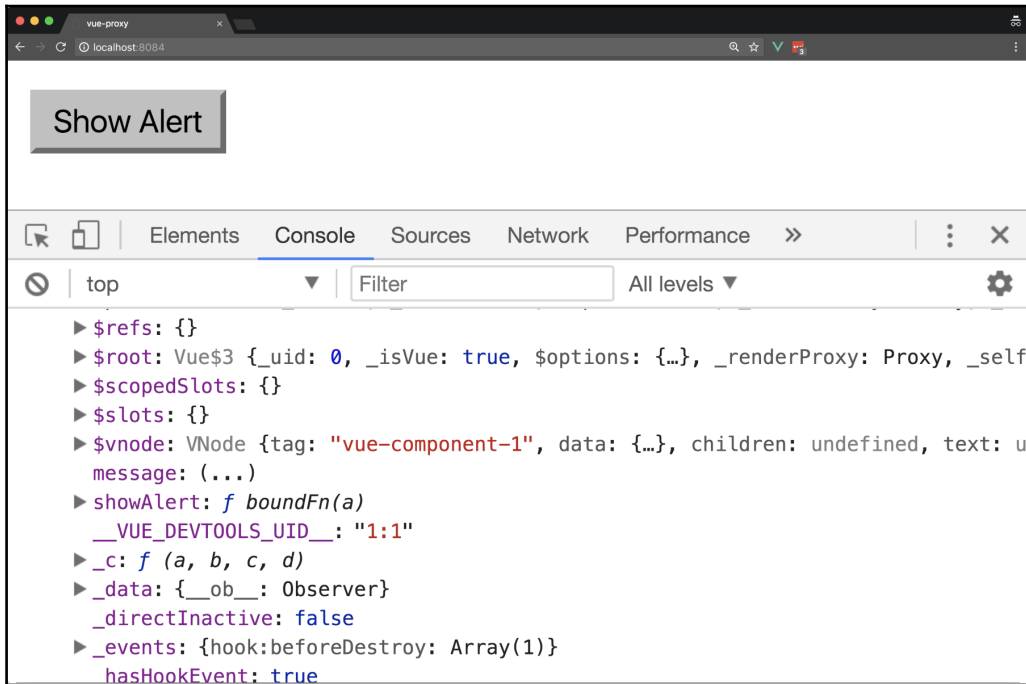 vue-proxy
localhost:8084
3
Show Alert
Elements Console Sources Network Performance »
top Filter All levels
$refs: {}
$root: Vue$3 {_uid: 0, _isVue: true, $options: {…}, _renderProxy: Proxy, _self
$scopedSlots: {}
$slots: {}
$vnode: VNode {tag: "vue-component-1", data: {…}, children: undefined, text: u
message: (...)
showAlert: ƒ boundFn(a)
__VUE_DEVTOOLS_UID__: "1:1"
_c: ƒ (a, b, c, d)
_data: {__ob__: Observer}
_directInactive: false
_events: {hook:beforeDestroy: Array(1)}
_hasHookEvent: true